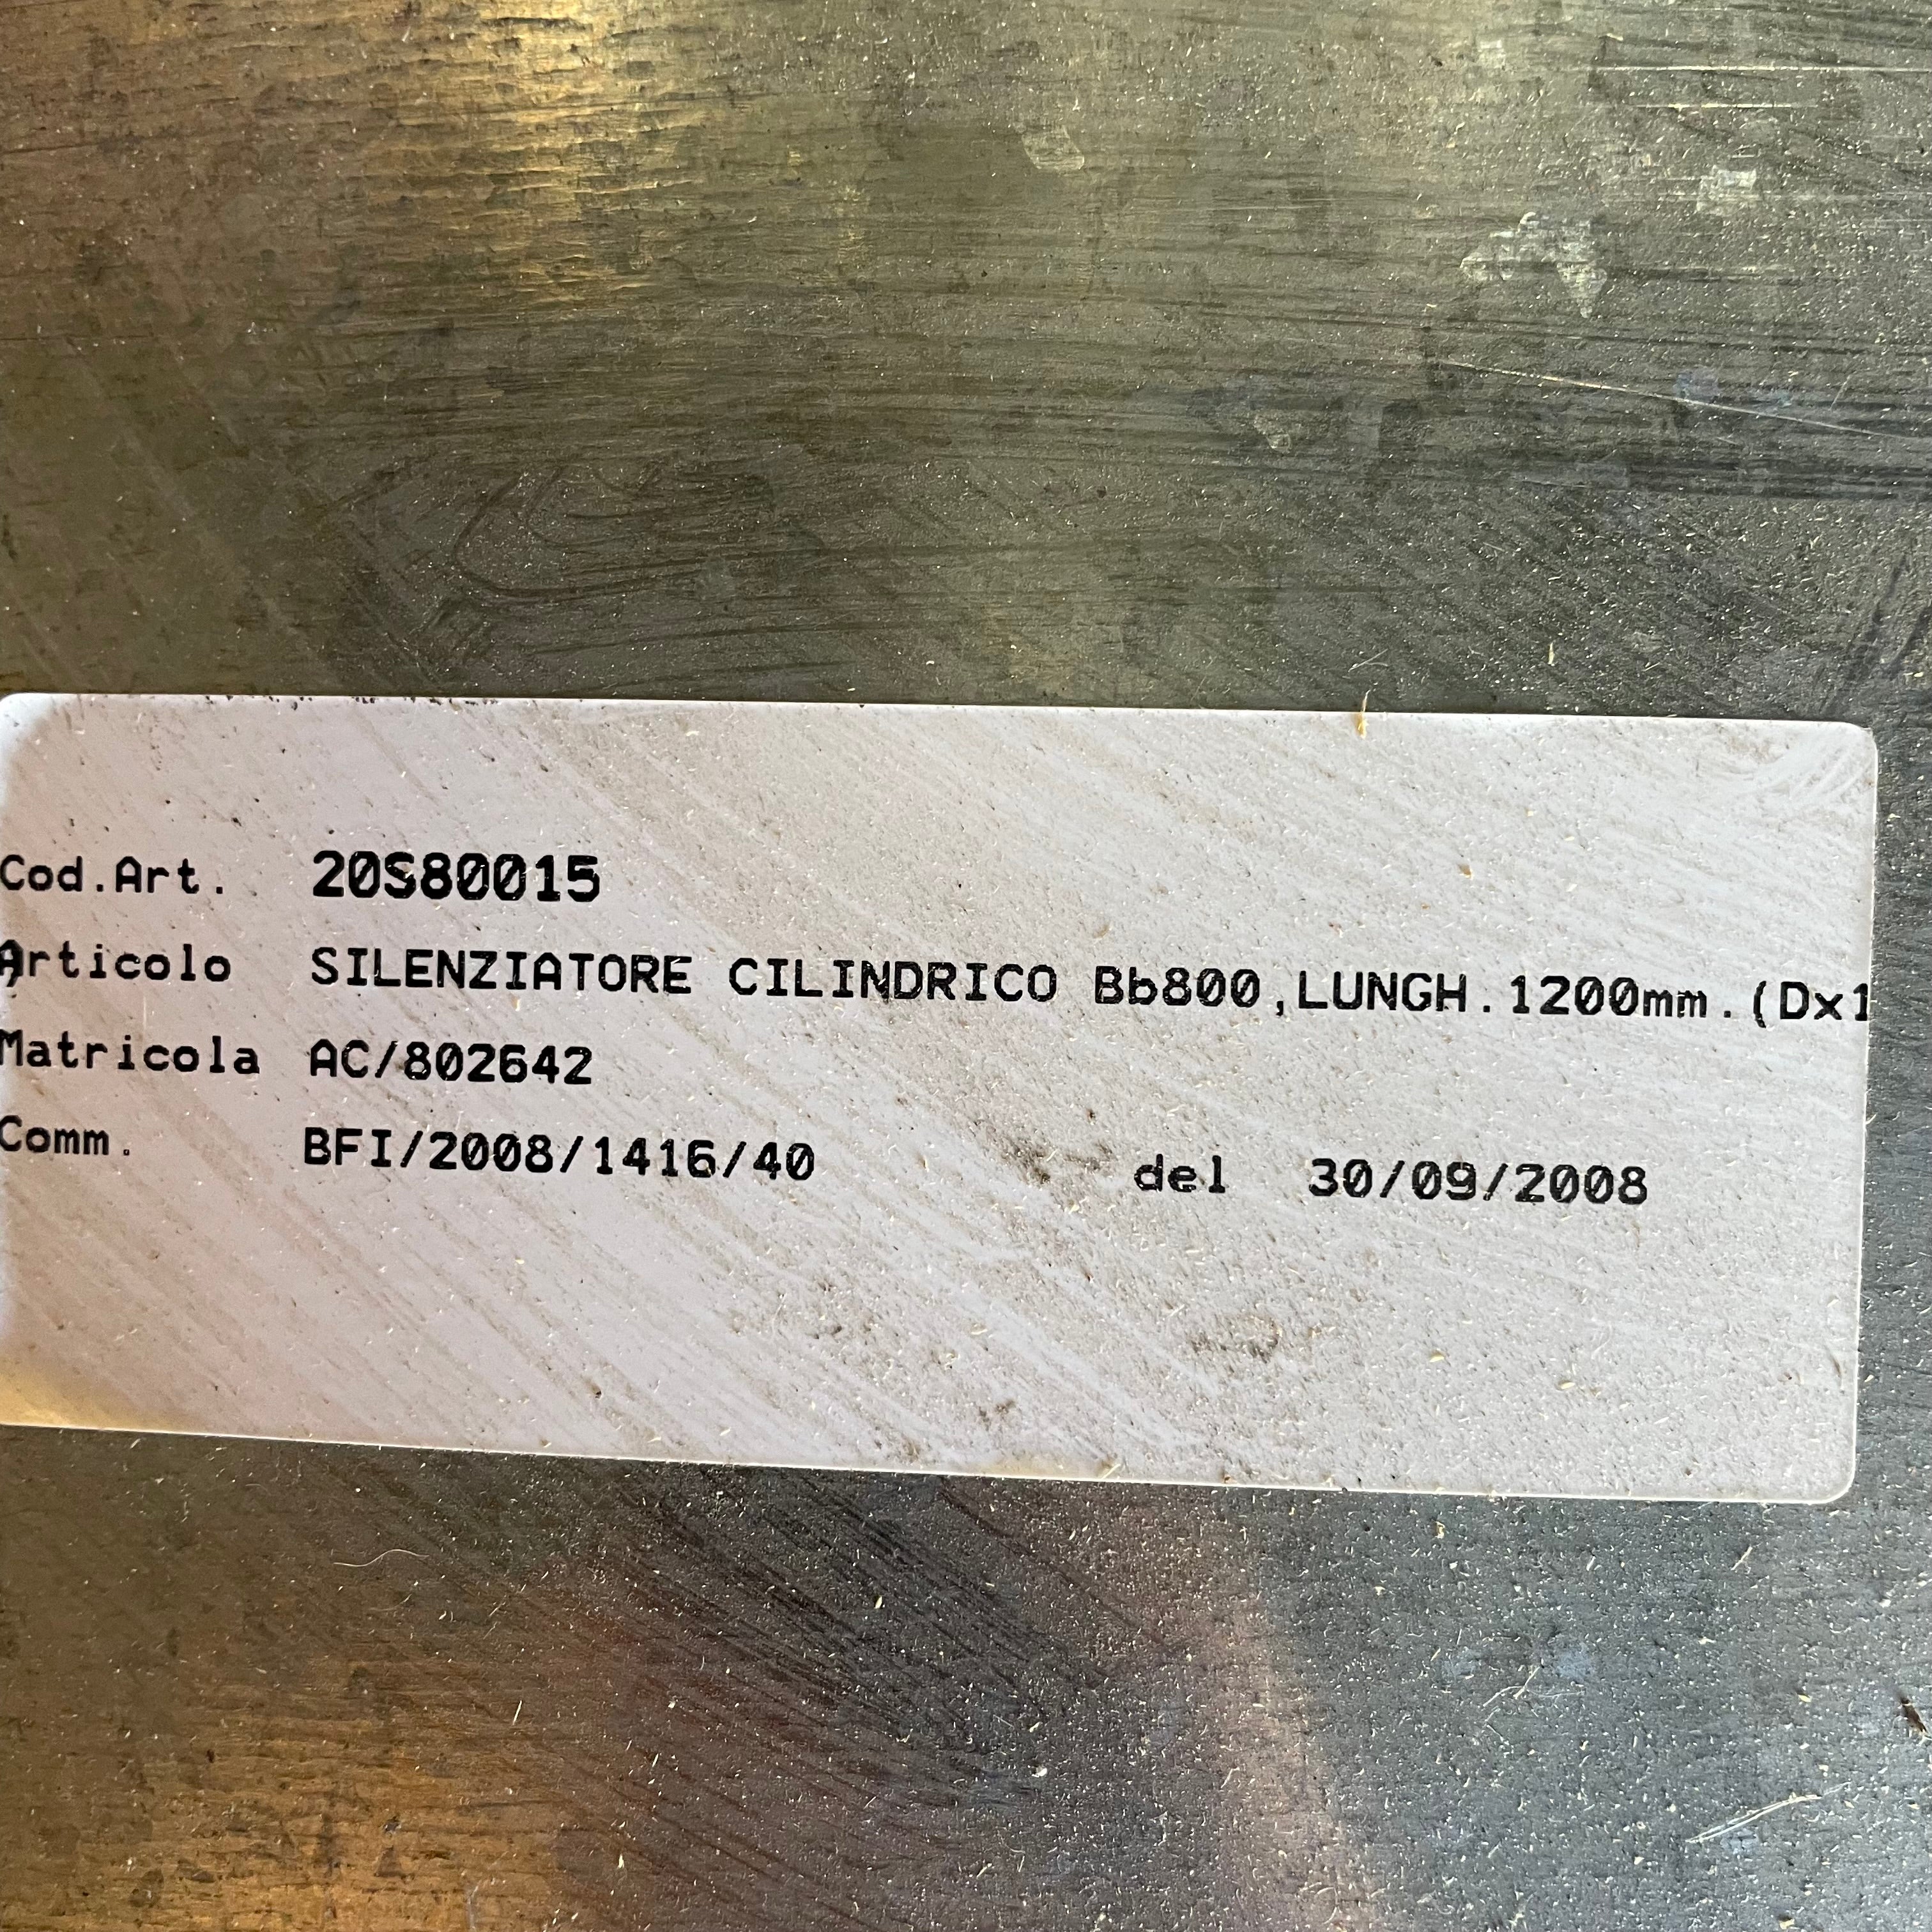 Cod.Art. 20S80015
Articolo SILENZIATORE CILINDRICO Bb800,LUNGH.1200mm.(Dx1
Matricola AC/802642
Comm. BFI/2008/1416/40 del 30/09/2008